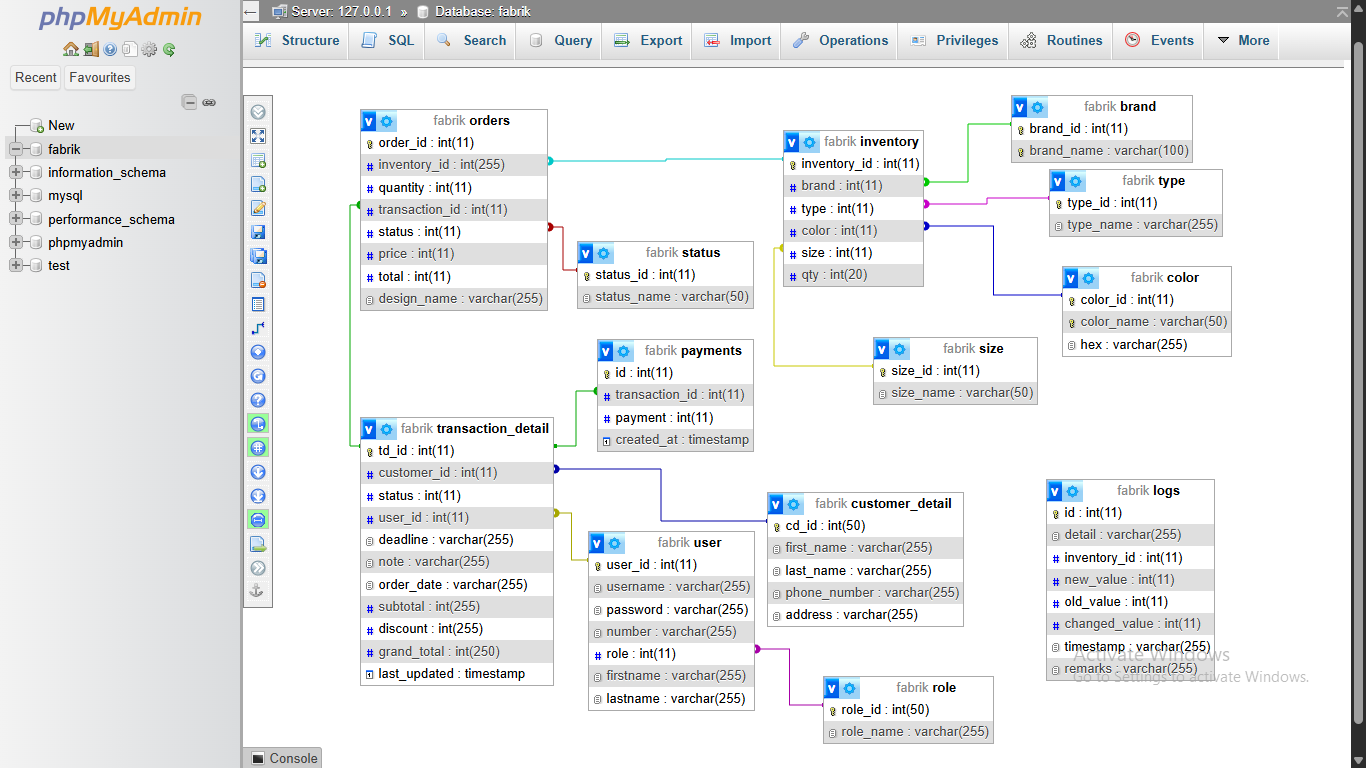 phpMyAdmin
Recent Favourites
New
fabrik
information_schema
mysql
performance_schema
phpmyadmin
test
Server: 127.0.0.1 » Database: fabrik
Structure SQL Search Query Export Import Operations Privileges Routines Events More
fabrik orders
order_id : int(11)
inventory_id : int(255)
quantity : int(11)
transaction_id : int(11)
status : int(11)
price : int(11)
total : int(11)
design_name : varchar(255)
fabrik status
status_id : int(11)
status_name : varchar(50)
fabrik inventory
inventory_id : int(11)
brand : int(11)
type : int(11)
color : int(11)
size : int(11)
qty : int(20)
fabrik brand
brand_id : int(11)
brand_name : varchar(100)
fabrik type
type_id : int(11)
type_name : varchar(255)
fabrik color
color_id : int(11)
color_name : varchar(50)
hex : varchar(255)
fabrik size
size_id : int(11)
size_name : varchar(50)
fabrik payments
id : int(11)
transaction_id : int(11)
payment : int(11)
created_at : timestamp
fabrik transaction_detail
td_id : int(11)
customer_id : int(11)
status : int(11)
user_id : int(11)
deadline : varchar(255)
note : varchar(255)
order_date : varchar(255)
subtotal : int(255)
discount : int(255)
grand_total : int(250)
last_updated : timestamp
fabrik customer_detail
cd_id : int(50)
first_name : varchar(255)
last_name : varchar(255)
phone_number : varchar(255)
address : varchar(255)
fabrik user
user_id : int(11)
username : varchar(255)
password : varchar(255)
number : varchar(255)
role : int(11)
firstname : varchar(255)
lastname : varchar(255)
fabrik role
role_id : int(50)
role_name : varchar(255)
fabrik logs
id : int(11)
detail : varchar(255)
inventory_id : int(11)
new_value : int(11)
old_value : int(11)
changed_value : int(11)
timestamp : varchar(255)
remarks : varchar(255)
Activate Windows
Go to Settings to activate Windows.
Console